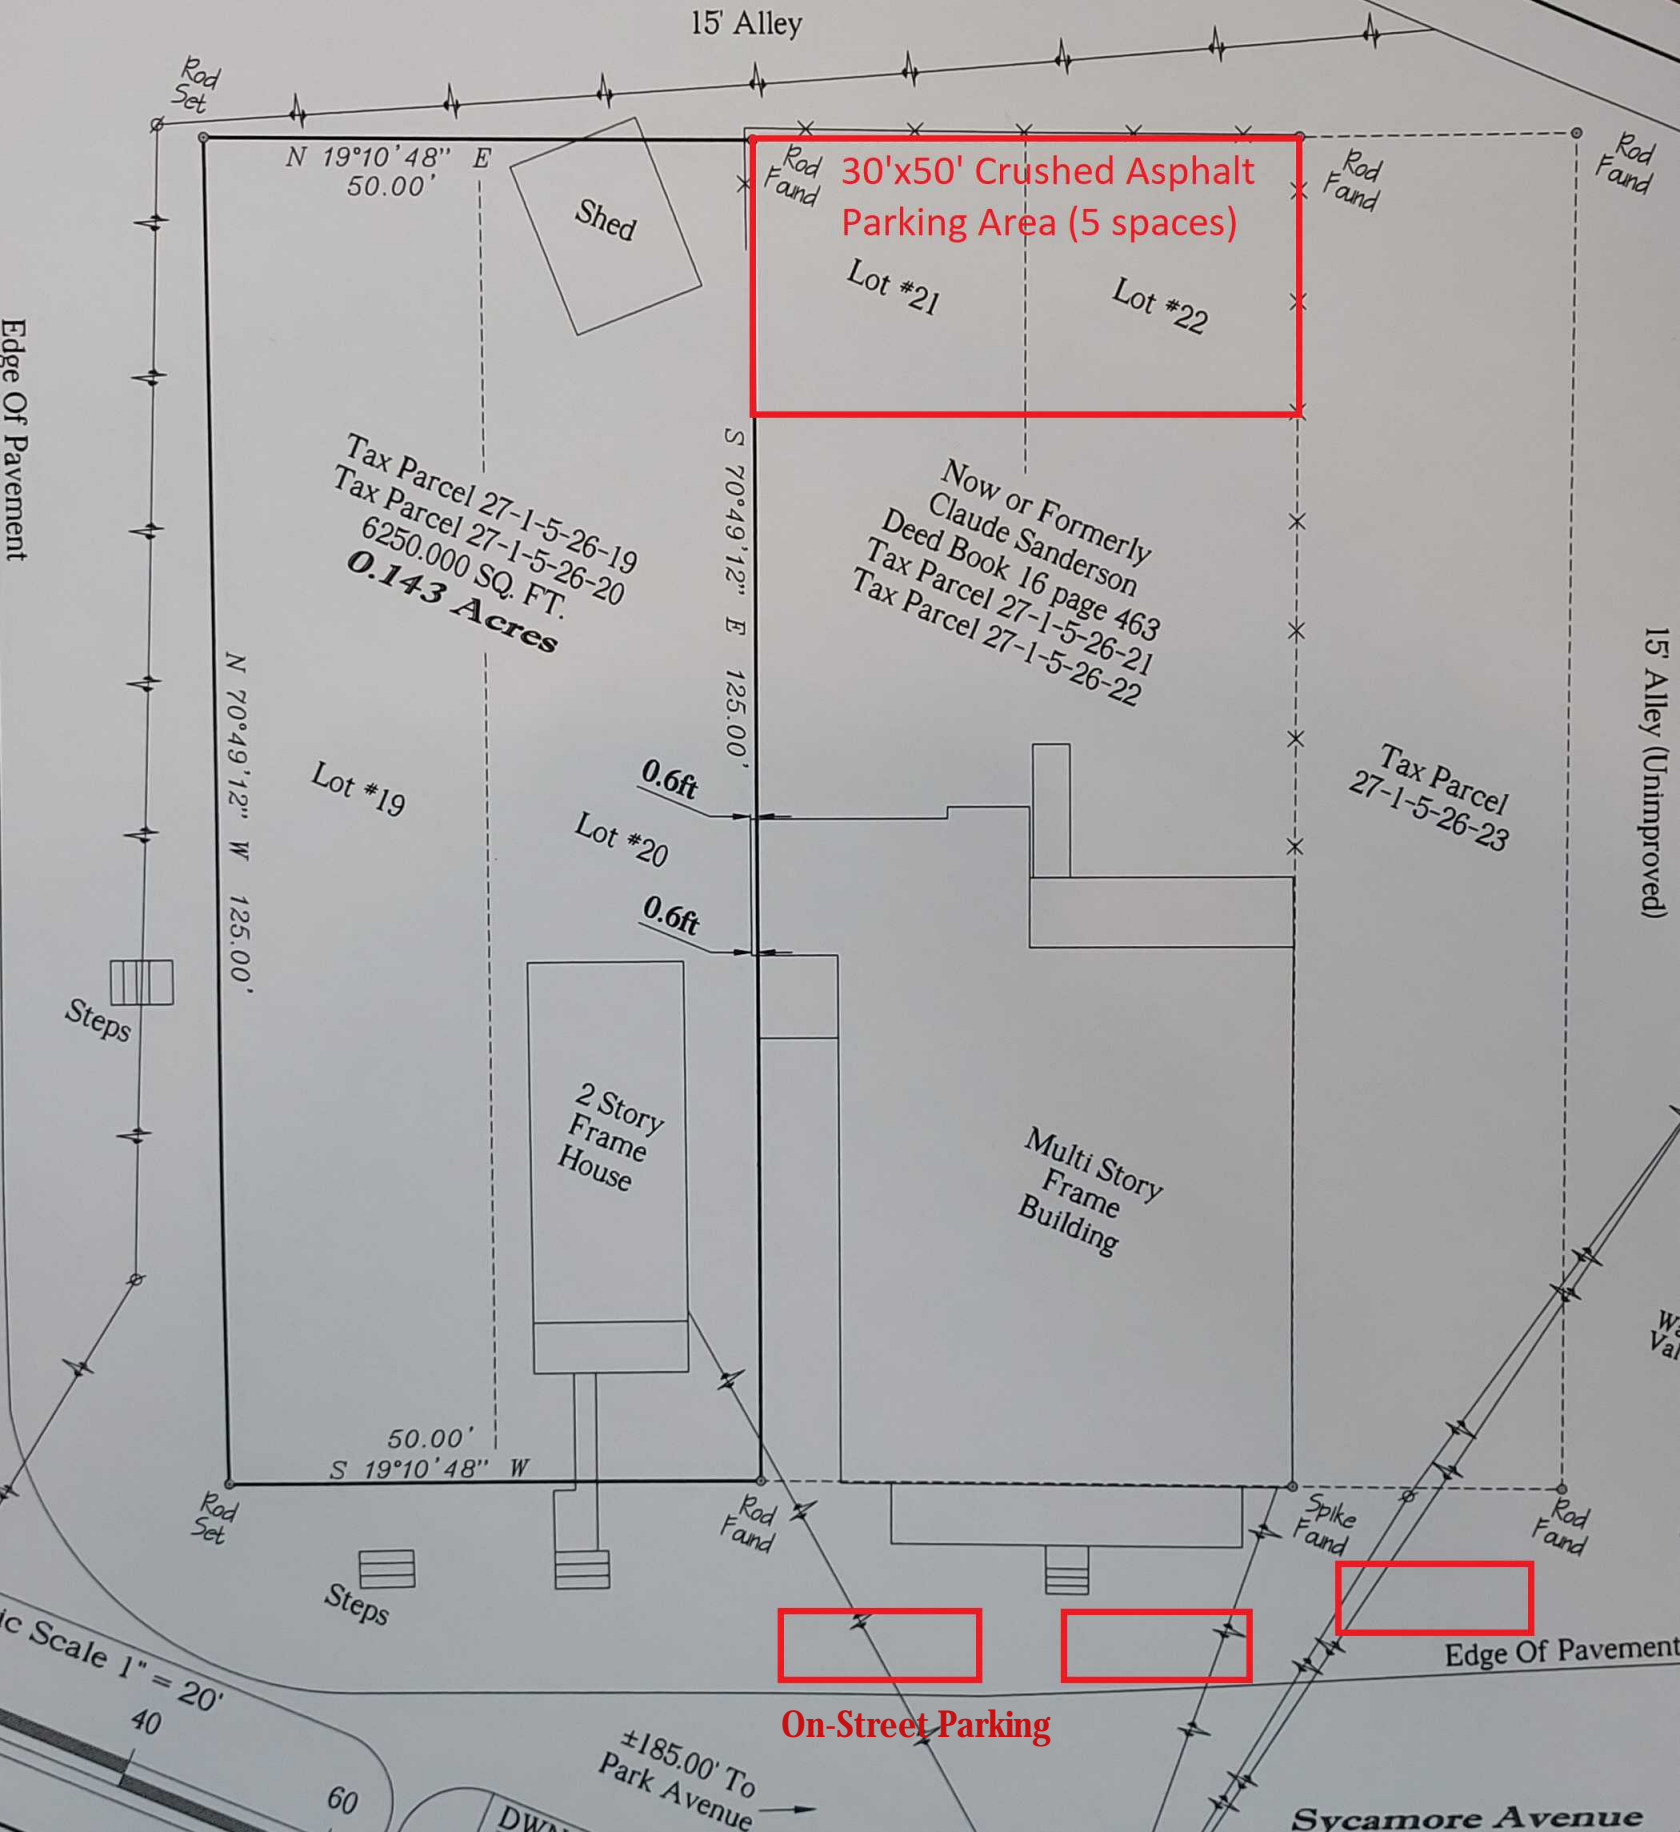 15' Alley
Rod
Set
N 19°10'48" E
50.00'
Shed
Rod
Found
30'x50' Crushed Asphalt
Parking Area (5 spaces)
Rod
Found
Rod
Found
Lot #21
Lot #22
Edge Of Pavement
Tax Parcel 27-1-5-26-19
Tax Parcel 27-1-5-26-20
6250.000 SQ. FT.
0.143 Acres
S 70°49'12" E 125.00'
Now or Formerly
Claude Sanderson
Deed Book 16 page 463
Tax Parcel 27-1-5-26-21
Tax Parcel 27-1-5-26-22
15' Alley (Unimproved)
N 70°49'12" W 125.00'
Lot #19
0.6ft
Lot #20
0.6ft
Tax Parcel
27-1-5-26-23
Steps
2 Story
Frame
House
Multi Story
Frame
Building
50.00'
S 19°10'48" W
Rod
Set
Rod
Found
Spike
Found
Rod
Found
Steps
Edge Of Pavement
Scale 1" = 20'
40
60
On-Street Parking
±185.00' To
Park Avenue
Sycamore Avenue